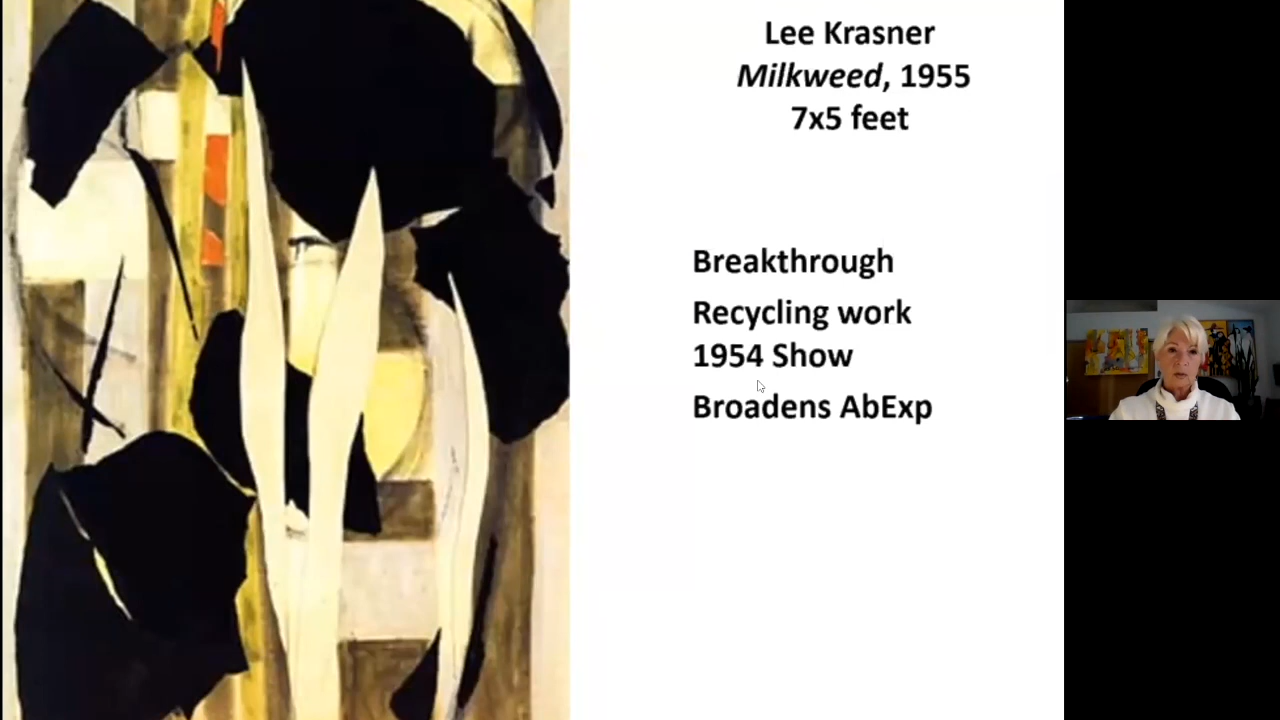 Lee Krasner
Milkweed, 1955
7x5 feet
Breakthrough
Recycling work
1954 Show
Broadens AbExp